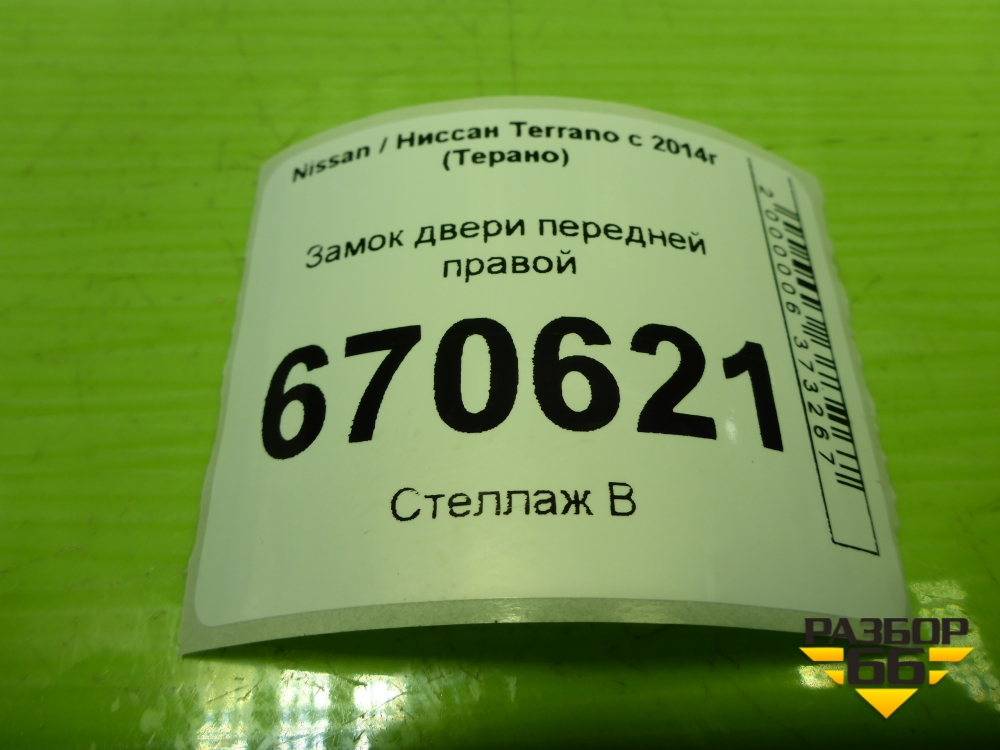 Nissan / Ниссан Terrano с 2014г
(Терано)
Замок двери передней
правой
670621
Стеллаж В
2000006373267
РАЗБОР
66